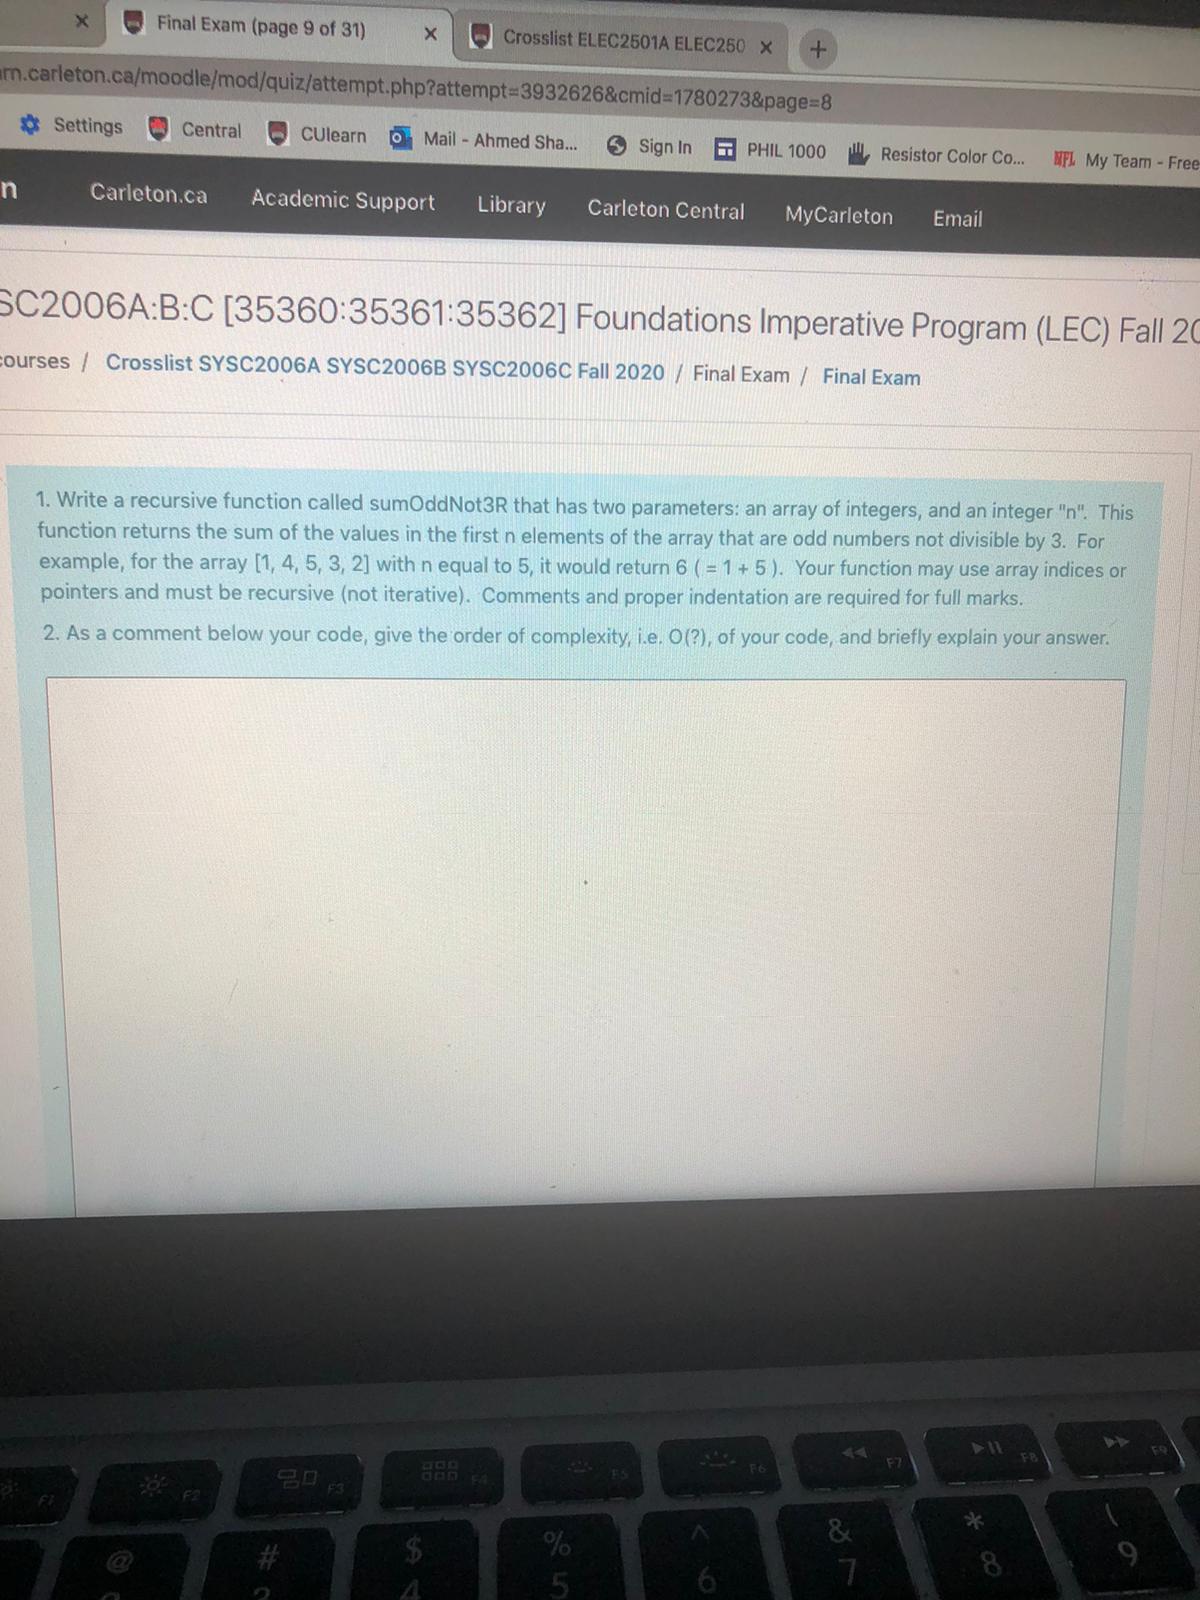 Final Exam (page 9 of 31)
Crosslist ELEC2501A ELEC250
rn.carleton.ca/moodle/mod/quiz/attempt.php?attempt=3932626&cmid=1780273&page=8
Settings Central CUlearn Mail - Ahmed Sha... Sign In PHIL 1000 Resistor Color Co... NFL My Team - Free
n Carleton.ca Academic Support Library Carleton Central MyCarleton Email
SC2006A:B:C [35360:35361:35362] Foundations Imperative Program (LEC) Fall 20
courses / Crosslist SYSC2006A SYSC2006B SYSC2006C Fall 2020 / Final Exam / Final Exam
1. Write a recursive function called sumOddNot3R that has two parameters: an array of integers, and an integer "n". This
function returns the sum of the values in the first n elements of the array that are odd numbers not divisible by 3. For
example, for the array [1, 4, 5, 3, 2] with n equal to 5, it would return 6 ( = 1 + 5 ). Your function may use array indices or
pointers and must be recursive (not iterative). Comments and proper indentation are required for full marks.
2. As a comment below your code, give the order of complexity, i.e. O(?), of your code, and briefly explain your answer.
F1 F2 F3 F4 F5 F6 F7 F8 F9
@ # $ % ^ & * (
5 6 7 8 9